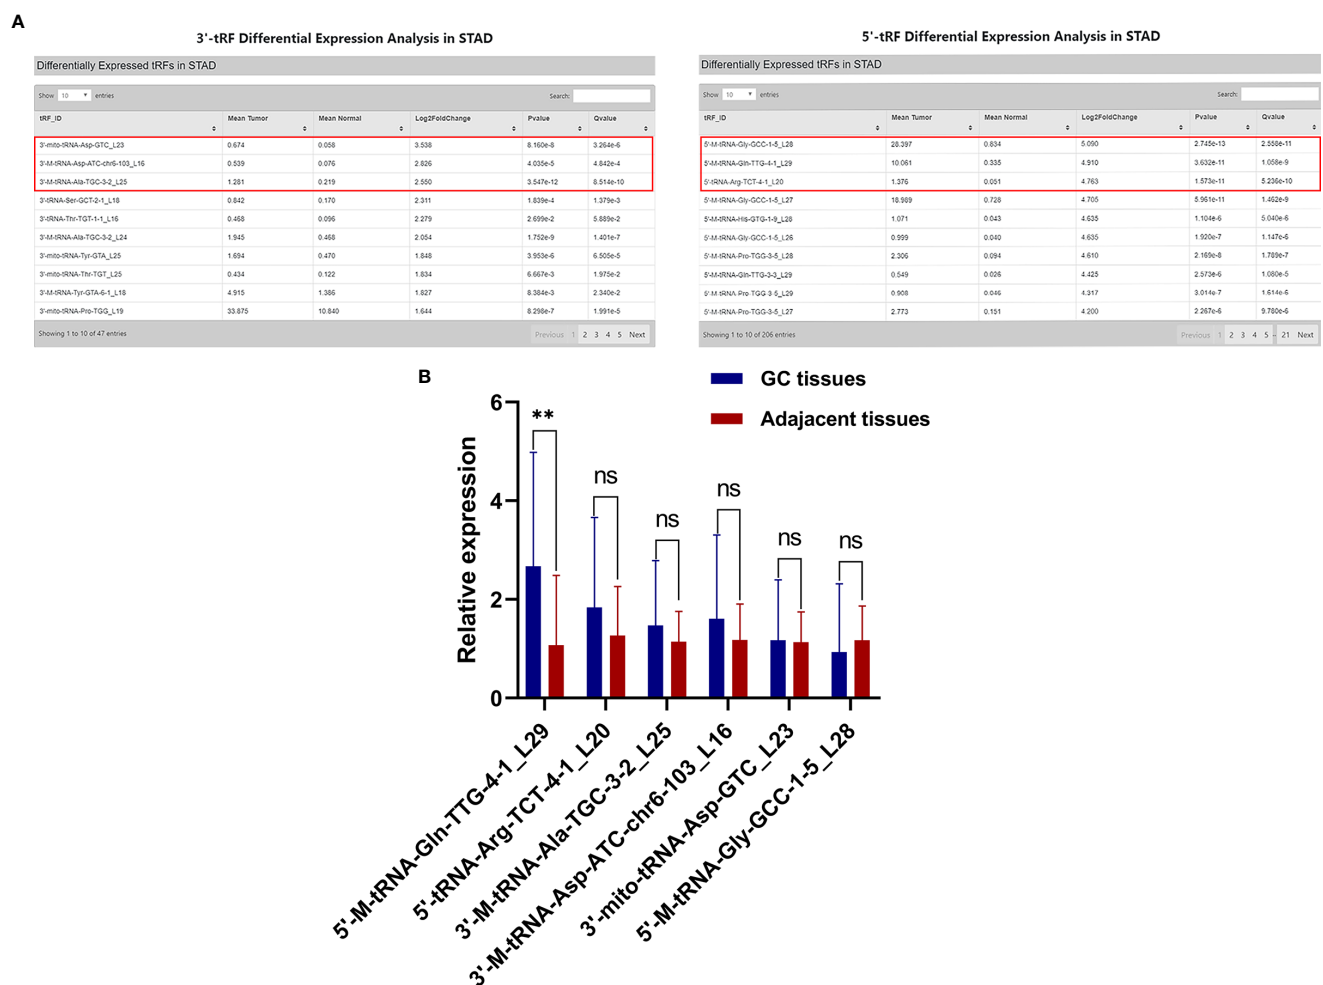 A
3'-tRF Differential Expression Analysis in STAD
Differentially Expressed tRFs in STAD
Show 10 entries Search:
tRF_ID Mean Tumor Mean Normal Log2FoldChange Pvalue Qvalue
3'-mito-tRNA-Asp-GTC_L23 0.674 0.058 3.538 8.160e-8 3.264e-6
3'-M-tRNA-Asp-ATC-chr6-103_L16 0.539 0.076 2.826 4.035e-5 4.842e-4
3'-M-tRNA-Ala-TGC-3-2_L25 1.281 0.219 2.550 3.547e-12 8.514e-10
3'-tRNA-Ser-GCT-2-1_L18 0.842 0.170 2.311 1.839e-4 1.379e-3
3'-tRNA-Thr-TGT-1-1_L16 0.468 0.096 2.279 2.699e-2 5.889e-2
3'-M-tRNA-Ala-TGC-3-2_L24 1.945 0.468 2.054 1.752e-9 1.401e-7
3'-mito-tRNA-Tyr-GTA_L25 1.694 0.470 1.848 3.953e-6 6.505e-5
3'-mito-tRNA-Thr-TGT_L25 0.434 0.122 1.834 6.667e-3 1.975e-2
3'-M-tRNA-Tyr-GTA-6-1_L18 4.915 1.386 1.827 8.384e-3 2.340e-2
3'-mito-tRNA-Pro-TGG_L19 33.875 10.840 1.644 8.298e-7 1.991e-5
Showing 1 to 10 of 47 entries Previous 1 2 3 4 5 Next
5'-tRF Differential Expression Analysis in STAD
Differentially Expressed tRFs in STAD
Show 10 entries Search:
tRF_ID Mean Tumor Mean Normal Log2FoldChange Pvalue Qvalue
5'-M-tRNA-Gly-GCC-1-5_L28 28.397 0.834 5.090 2.745e-13 2.558e-11
5'-M-tRNA-Gln-TTG-4-1_L29 10.061 0.335 4.910 3.632e-11 1.058e-9
5'-tRNA-Arg-TCT-4-1_L20 1.376 0.051 4.763 1.573e-11 5.236e-10
5'-M-tRNA-Gly-GCC-1-5_L27 18.989 0.728 4.705 5.961e-11 1.462e-9
5'-M-tRNA-His-GTG-1-9_L28 1.071 0.043 4.635 1.104e-6 5.040e-6
5'-M-tRNA-Gly-GCC-1-5_L26 0.999 0.040 4.635 1.920e-7 1.147e-6
5'-M-tRNA-Pro-TGG-3-5_L28 2.306 0.094 4.610 2.169e-8 1.789e-7
5'-M-tRNA-Gln-TTG-3-3_L29 0.549 0.026 4.425 2.573e-6 1.080e-5
5'-M-tRNA-Pro-TGG-3-5_L29 0.908 0.046 4.317 3.014e-7 1.614e-6
5'-M-tRNA-Pro-TGG-3-5_L27 2.773 0.151 4.200 2.267e-6 9.780e-6
Showing 1 to 10 of 206 entries Previous 1 2 3 4 5 .. 21 Next
B
GC tissues
Adajacent tissues
Relative expression
6
4
2
0
**
ns
ns
ns
ns
ns
5'-M-tRNA-Gln-TTG-4-1_L29
5'-tRNA-Arg-TCT-4-1_L20
3'-M-tRNA-Ala-TGC-3-2_L25
3'-M-tRNA-Asp-ATC-chr6-103_L16
3'-mito-tRNA-Asp-GTC_L23
5'-M-tRNA-Gly-GCC-1-5_L28